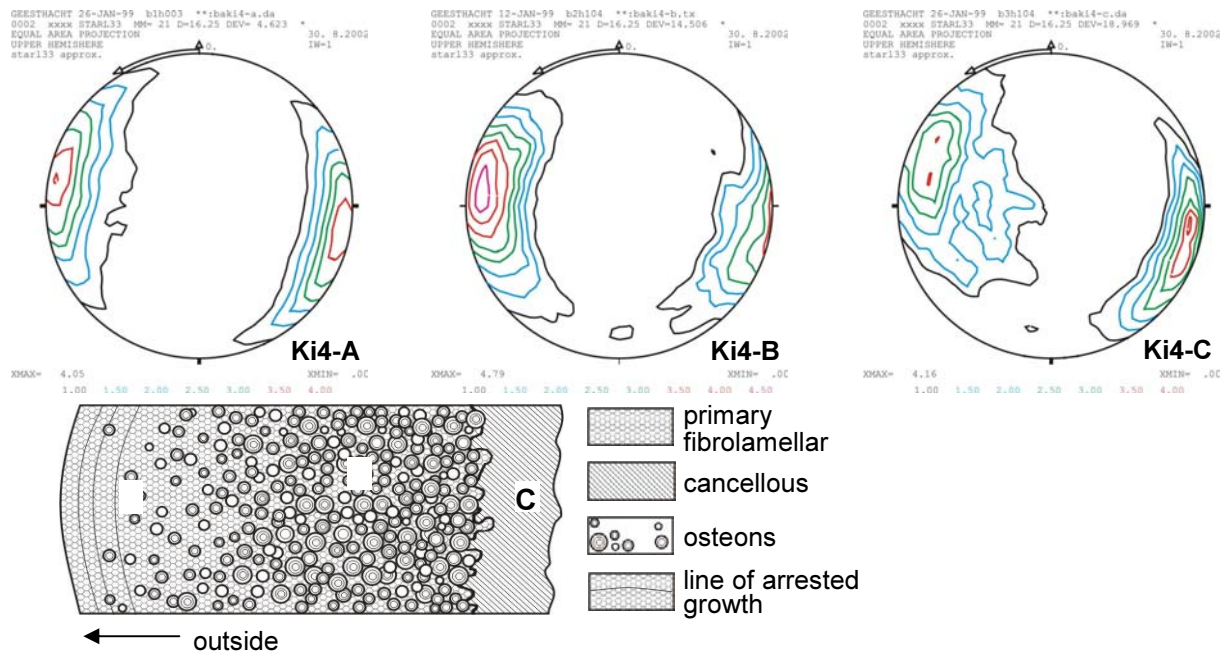 GEESTHACHT 26-JAN-99 b1h003 **:baki4-a.da
0002 xxxx STARL33 MM= 21 D=16.25 DEV= 4.623 *
EQUAL AREA PROJECTION 30. 8.2002
UPPER HEMISHERE IW=1
starl33 approx.
0.
Ki4-A
XMAX= 4.05 XMIN= .00
1.00 1.50 2.00 2.50 3.00 3.50 4.00
GEESTHACHT 12-JAN-99 b2h104 **:baki4-b.tx
0002 xxxx STARL33 MM= 21 D=16.25 DEV=14.506 *
EQUAL AREA PROJECTION 30. 8.2002
UPPER HEMISHERE IW=1
starl33 approx.
0.
Ki4-B
XMAX= 4.79 XMIN= .00
1.00 1.50 2.00 2.50 3.00 3.50 4.00 4.50
GEESTHACHT 26-JAN-99 b3h104 **:baki4-c.da
0002 xxxx STARL33 MM= 21 D=16.25 DEV=18.969 *
EQUAL AREA PROJECTION 30. 8.2002
UPPER HEMISHERE IW=1
starl33 approx.
0.
Ki4-C
XMAX= 4.16 XMIN= .00
1.00 1.50 2.00 2.50 3.00 3.50 4.00
C
outside
primary
fibrolamellar
cancellous
osteons
line of arrested
growth